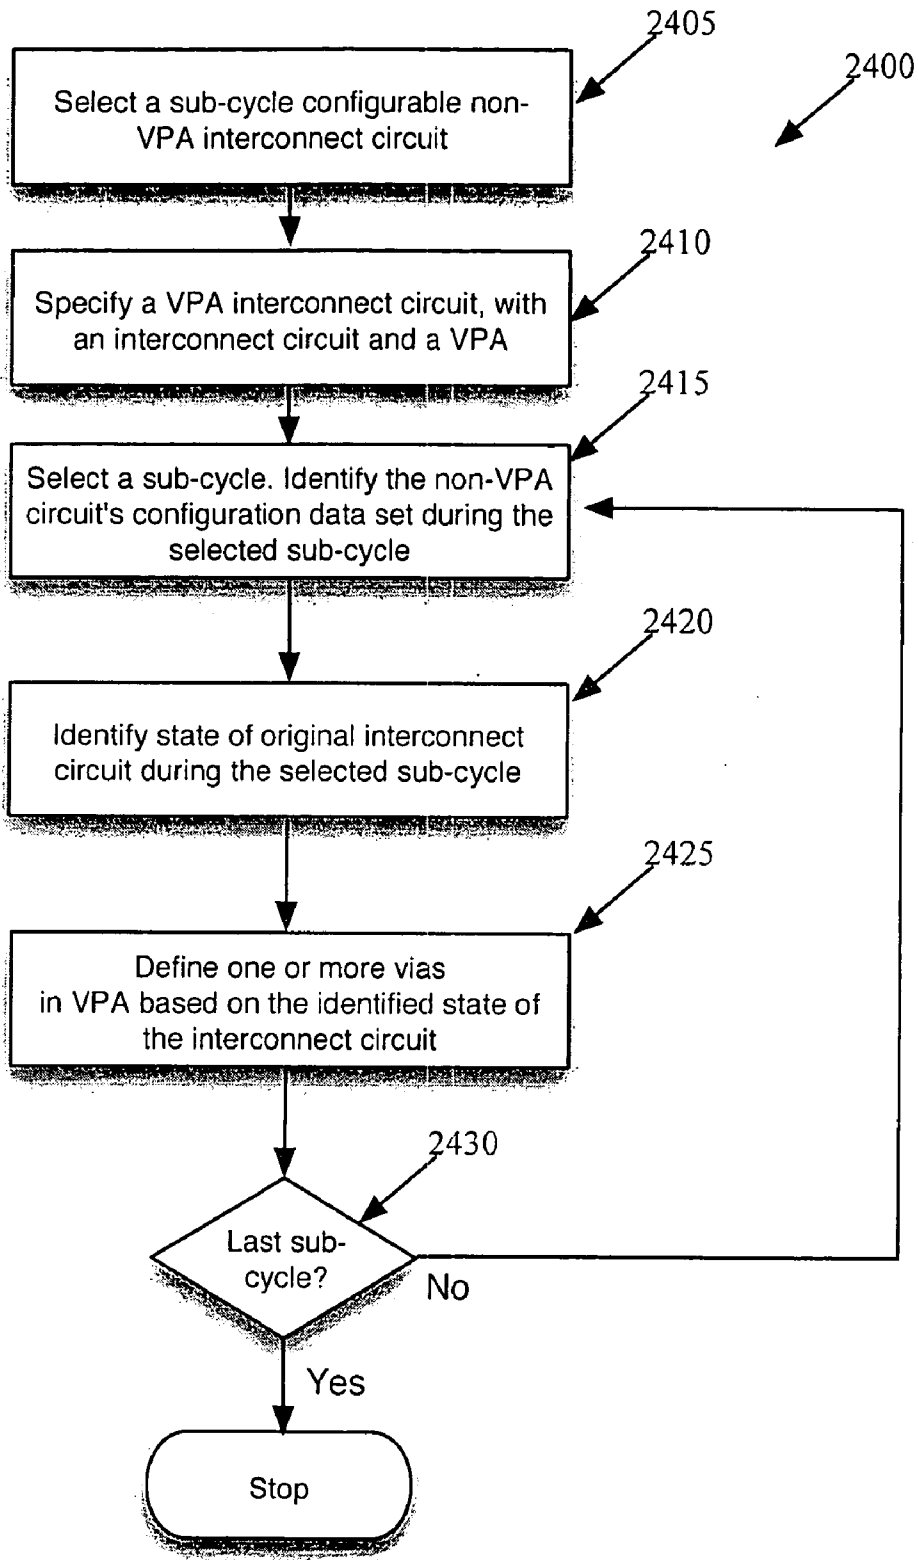 2405
2400
Select a sub-cycle configurable non-
VPA interconnect circuit
2410
Specify a VPA interconnect circuit, with
an interconnect circuit and a VPA
2415
Select a sub-cycle. Identify the non-VPA
circuit's configuration data set during the
selected sub-cycle
2420
Identify state of original interconnect
circuit during the selected sub-cycle
2425
Define one or more vias
in VPA based on the identified state of
the interconnect circuit
2430
Last sub-
cycle?
No
Yes
Stop